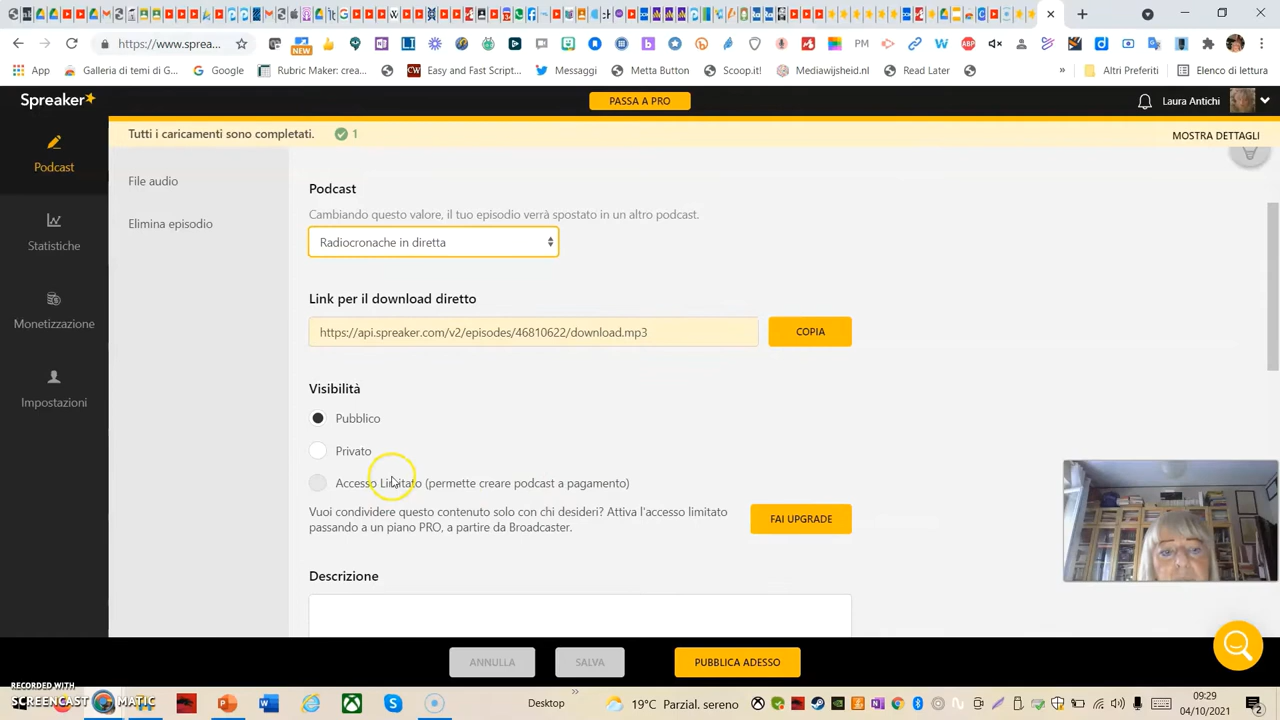 https://www.sprea...
NEW
PM
ABP
App
Galleria di temi di G...
Google
Rubric Maker: crea...
CW
Easy and Fast Script...
Messaggi
Metta Button
Scoop.it!
Mediawijsheid.nl
Read Later
»
Altri Preferiti
Elenco di lettura
Spreaker
PASSA A PRO
Laura Antichi
Tutti i caricamenti sono completati.
1
MOSTRA DETTAGLI
Podcast
Statistiche
Monetizzazione
Impostazioni
File audio
Elimina episodio
Podcast
Cambiando questo valore, il tuo episodio verrà spostato in un altro podcast.
Radiocronache in diretta
Link per il download diretto
https://api.spreaker.com/v2/episodes/46810622/download.mp3
COPIA
Visibilità
Pubblico
Privato
Accesso Limitato (permette creare podcast a pagamento)
Vuoi condividere questo contenuto solo con chi desideri? Attiva l'accesso limitato
passando a un piano PRO, a partire da Broadcaster.
FAI UPGRADE
Descrizione
ANNULLA
SALVA
PUBBLICA ADESSO
RECORDED WITH
SCREENCAST MATIC
Desktop
»
19°C Parzial. sereno
09:29
04/10/2021
2